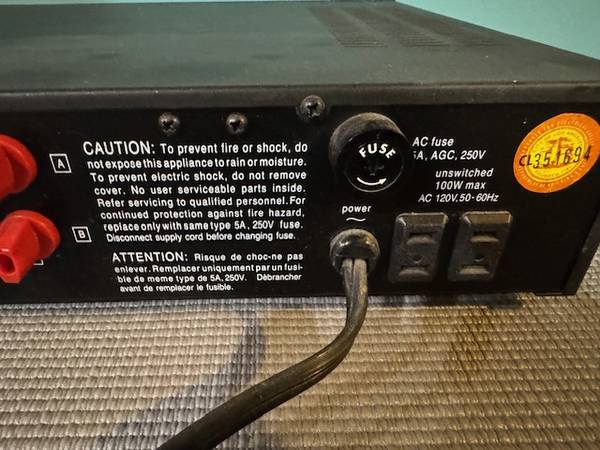 A
B
CAUTION: To prevent fire or shock, do
not expose this appliance to rain or moisture.
To prevent electric shock, do not remove
cover. No user serviceable parts inside.
Refer servicing to qualified personnel. For
continued protection against fire hazard,
replace only with same type 5A, 250V fuse.
Disconnect supply cord before changing fuse.
ATTENTION: Risque de choc-ne pas
enlever. Remplacer uniquement par un fusi-
ble de meme type de 5A, 250V. Débrancher
avant de remplacer le fusible.
FUSE
power
AC fuse
5A, AGC, 250V
unswitched
100W max
AC 120V, 50-60Hz